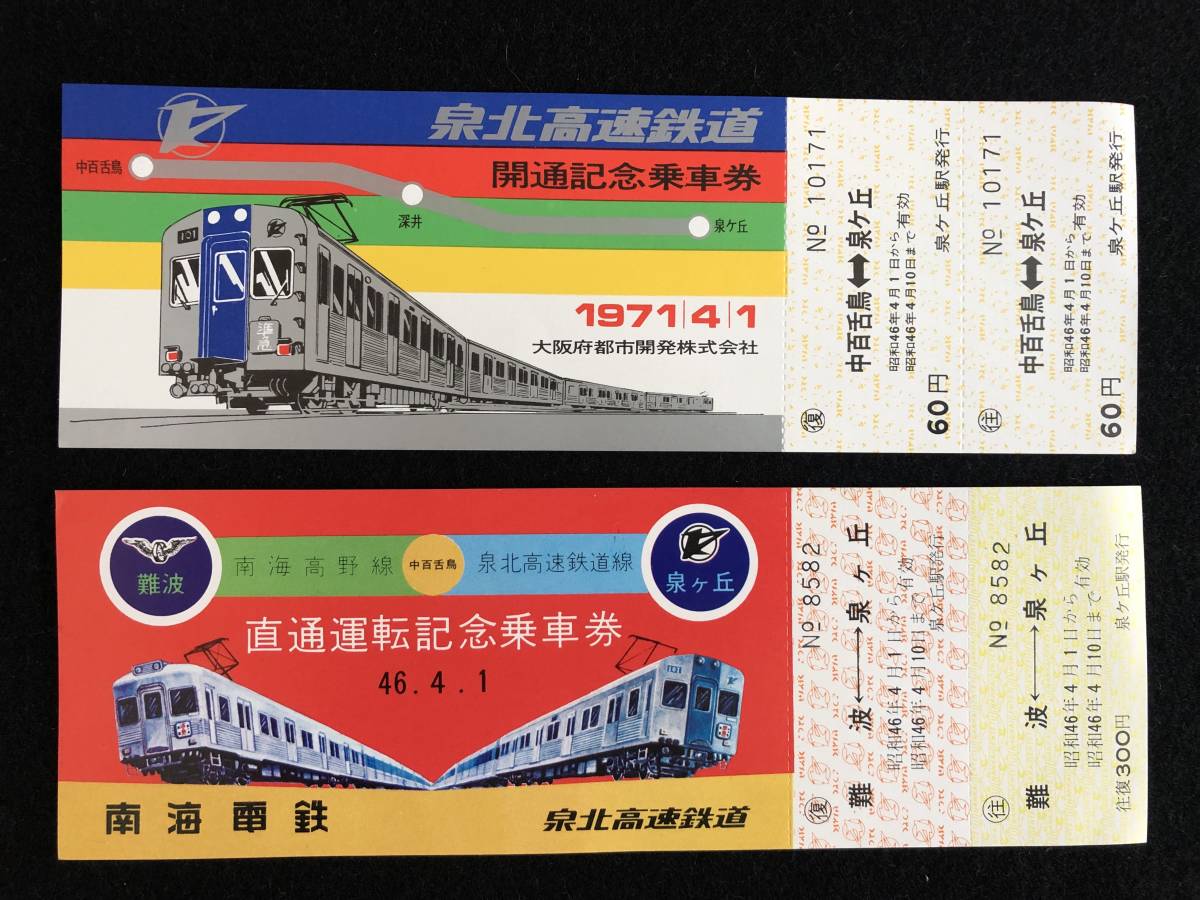 泉北高速鉄道
開通記念乗車券
中百舌鳥
深井
泉ケ丘
101
準急
1971|4|1
大阪府都市開発株式会社
№ 10171
中百舌鳥↔泉ケ丘
昭和46年4月1日から
昭和46年4月10日まで有効
泉ケ丘駅発行
復
60円
№ 10171
中百舌鳥↔泉ケ丘
昭和46年4月1日から
昭和46年4月10日まで有効
泉ケ丘駅発行
往
60円
難波
南海高野線
中百舌鳥
泉北高速鉄道線
泉ヶ丘
直通運転記念乗車券
46.4.1
101
南海電鉄
泉北高速鉄道
№ 8582
難波←→泉ヶ丘
昭和46年4月1日から
昭和46年4月10日まで有効
泉ケ丘駅発行
復
№ 8582
難波←→泉ヶ丘
昭和46年4月1日から
昭和46年4月10日まで有効
泉ケ丘駅発行
往
往復300円